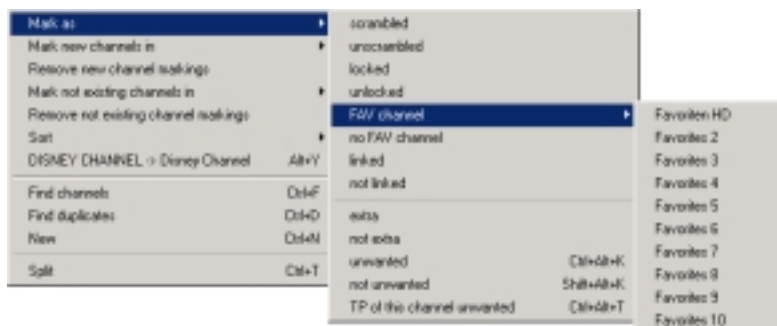 Mark as
Mark new channels in
Remove new channel markings
Mark not existing channels in
Remove not existing channel markings
Sort
DISNEY CHANNEL -> Disney Channel Alt+Y
Find channels Ctrl+F
Find duplicates Ctrl+D
New Ctrl+N
Split Ctrl+T
scrambled
unscrambled
locked
unlocked
FAV channel
no FAV channel
linked
not linked
extra
not extra
unwanted Ctrl+Alt+K
not unwanted Shift+Alt+K
TP of this channel unwanted Ctrl+Alt+T
Favoriten HD
Favorites 2
Favorites 3
Favorites 4
Favorites 5
Favorites 6
Favorites 7
Favorites 8
Favorites 9
Favorites 10